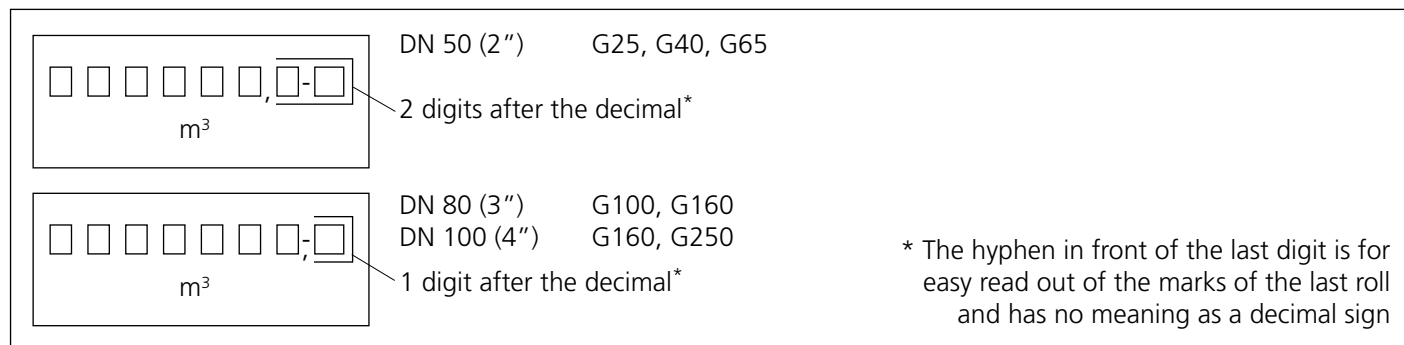 DN 50 (2") G25, G40, G65
☐ ☐ ☐ ☐ ☐ ☐,☐-☐
2 digits after the decimal*
m³
DN 80 (3") G100, G160
DN 100 (4") G160, G250
☐ ☐ ☐ ☐ ☐ ☐ ☐,-☐
1 digit after the decimal*
m³
* The hyphen in front of the last digit is for
easy read out of the marks of the last roll
and has no meaning as a decimal sign